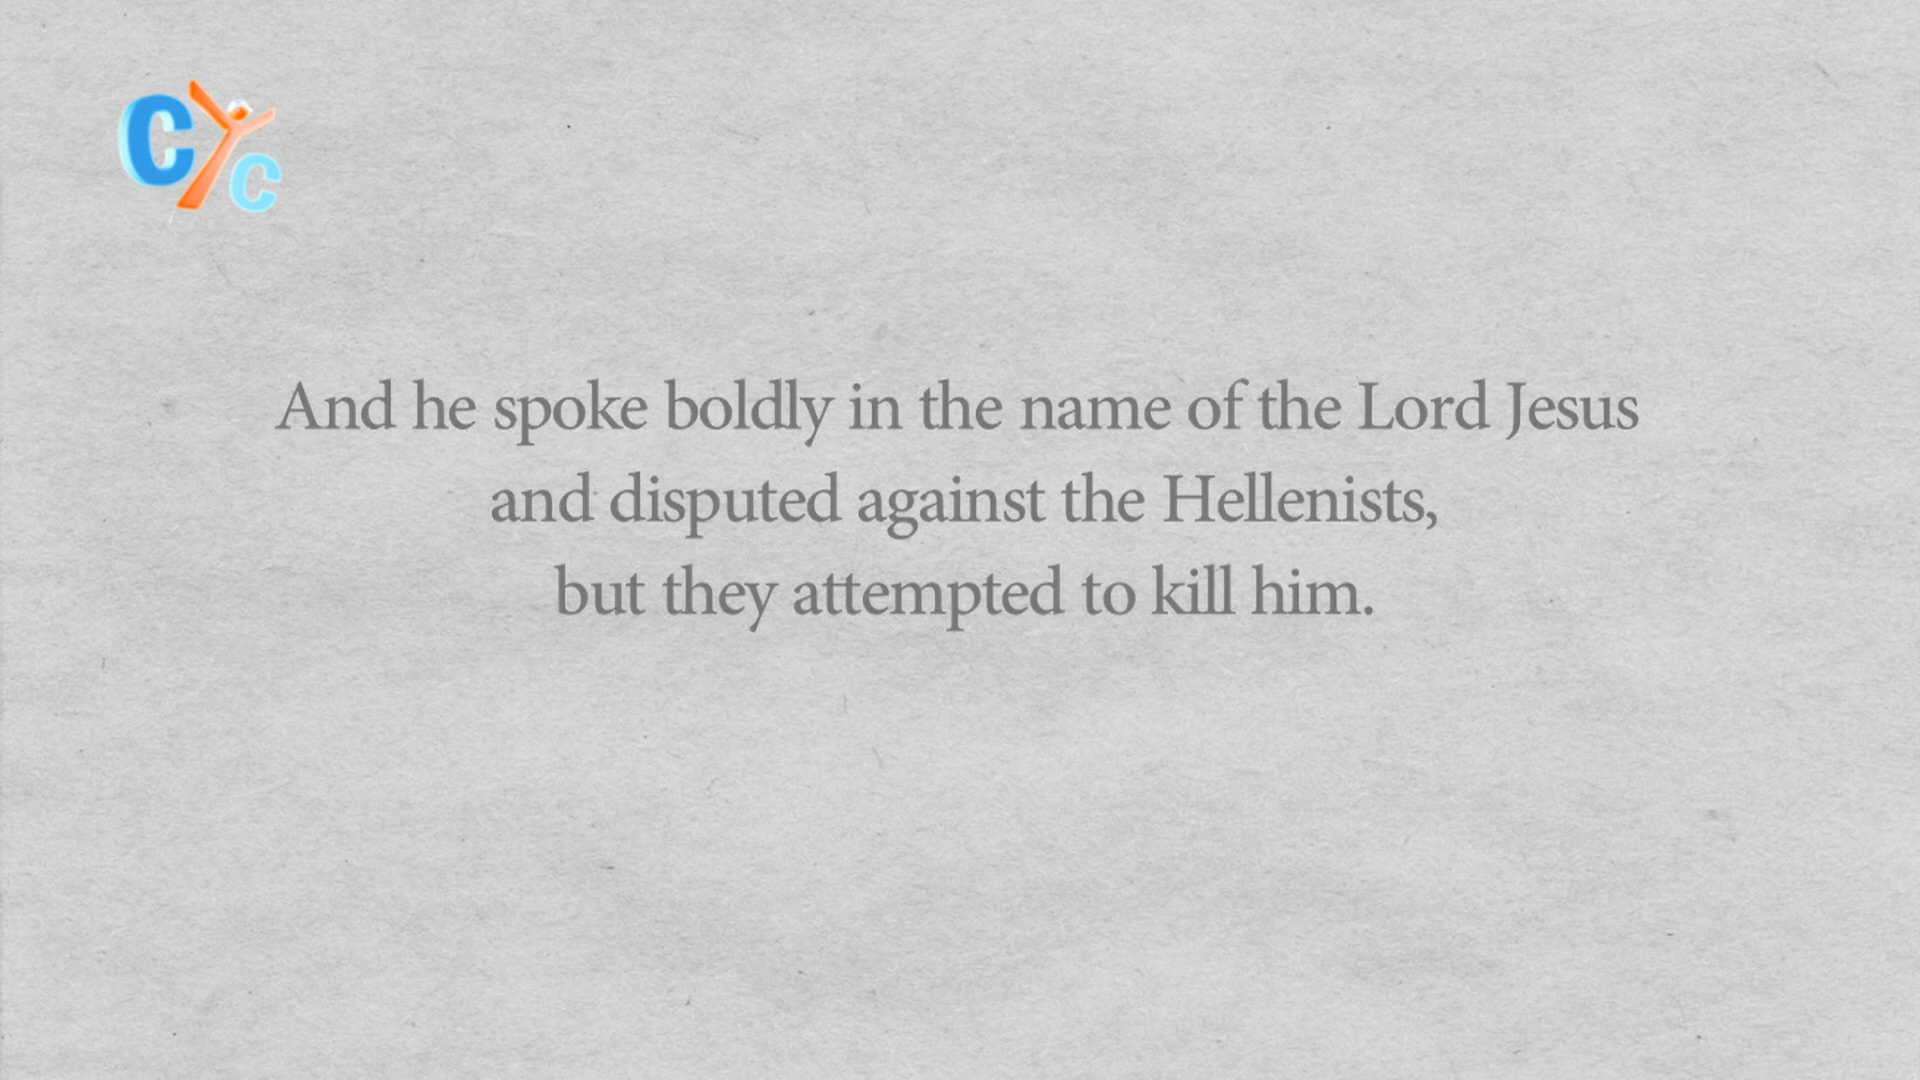 CYC
And he spoke boldly in the name of the Lord Jesus
and disputed against the Hellenists,
but they attempted to kill him.